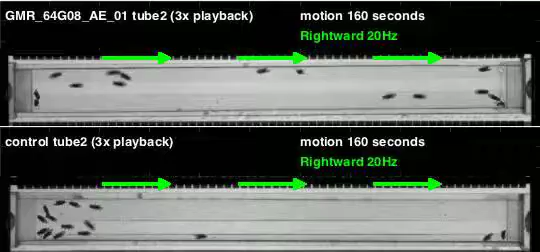 GMR_64G08_AE_01 tube2 (3x playback) motion 160 seconds
Rightward 20Hz
control tube2 (3x playback) motion 160 seconds
Rightward 20Hz